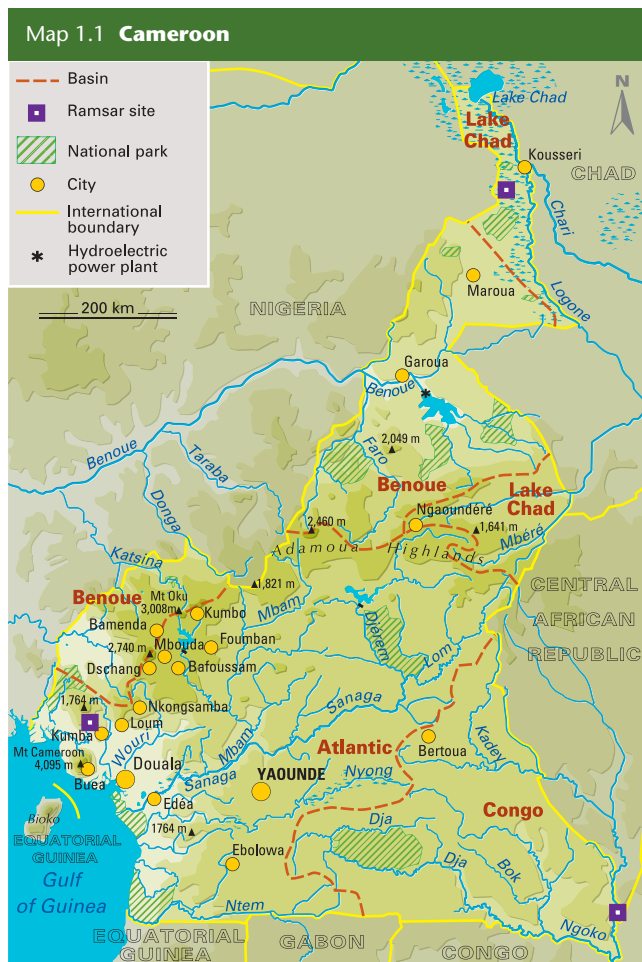 Map 1.1 Cameroon
Basin
Ramsar site
National park
City
International
boundary
Hydroelectric
power plant
200 km
N
Lake Chad
Lake
Chad
Kousseri
CHAD
Chari
Logone
Maroua
NIGERIA
Garoua
Benoue
2,049 m
Faro
Benoue
Taraba
Donga
Benoue
Lake
Chad
Ngaoundéré
2,460 m
1,641 m
Mbéré
Adamoua Highlands
Katsina
1,821 m
Benoue
Mt Oku
3,008m
Kumbo
Mbam
CENTRAL
AFRICAN
REPUBLIC
Bamenda
2,740 m
Mbouda
Foumban
Djerem
Lom
Dschang
Bafoussam
1,764 m
Nkongsamba
Sanaga
Loum
Kumba
Wouri
Mbam
Atlantic
Bertoua
Kadey
Mt Cameroon
4,095 m
Douala
Buea
Sanaga
YAOUNDE
Nyong
Edéa
Congo
Bioko
1764 m
Dja
EQUATORIAL
GUINEA
Ebolowa
Dja
Bok
Gulf
of Guinea
Ntem
Ngoko
EQUATORIAL
GUINEA
GABON
CONGO